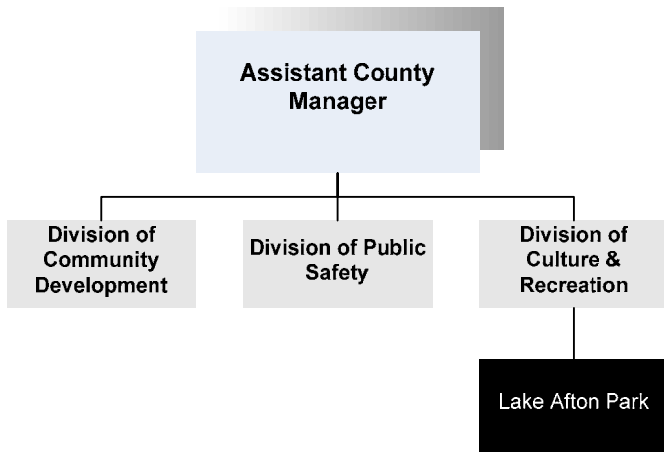 Assistant County
Manager
Division of
Community
Development
Division of Public
Safety
Division of
Culture &
Recreation
Lake Afton Park